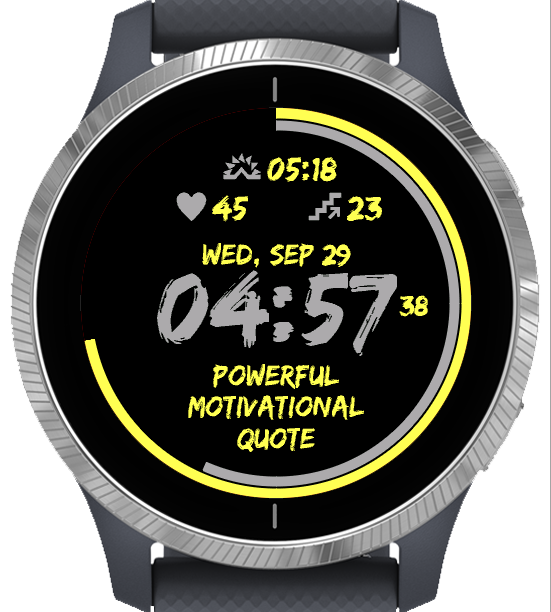 05:18
45 23
WED, SEP 29
04:57 38
POWERFUL
MOTIVATIONAL
QUOTE